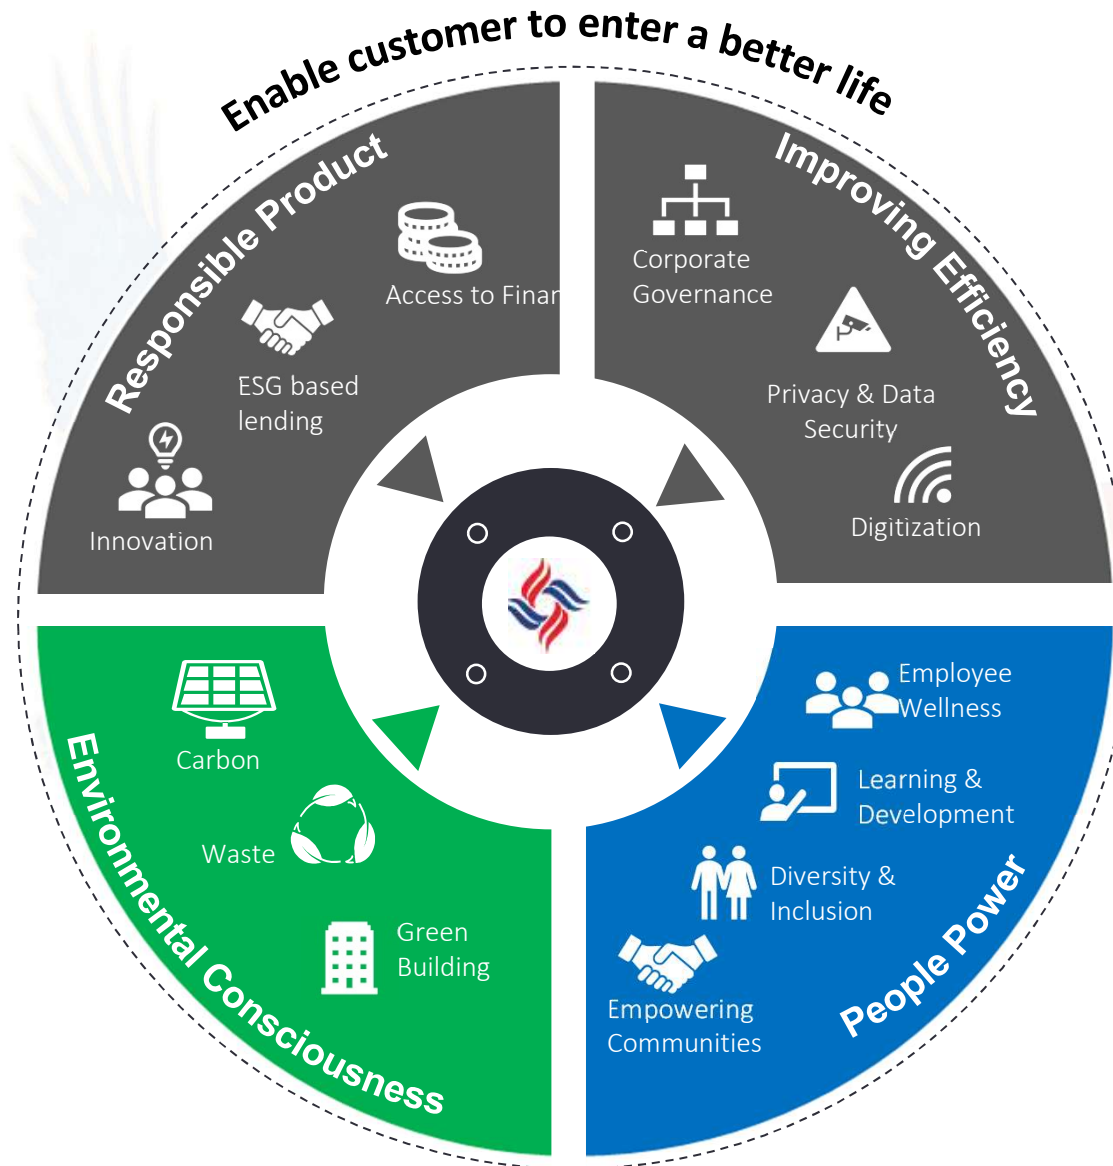 Enable customer to enter a better life
Responsible Product
Access to Finan
ESG based
lending
Innovation
Improving Efficiency
Corporate
Governance
Privacy & Data
Security
Digitization
Environmental Consciousness
Carbon
Waste
Green
Building
People Power
Employee
Wellness
Learning &
Development
Diversity &
Inclusion
Empowering
Communities